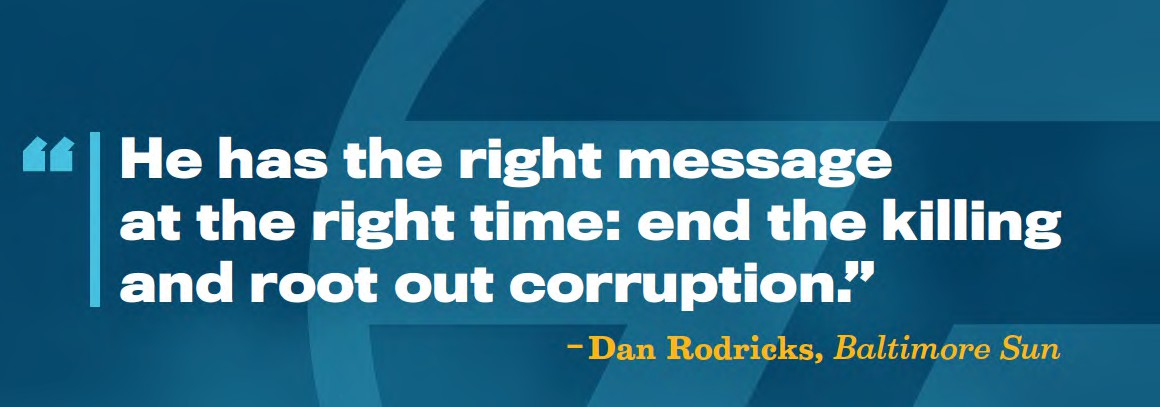 “He has the right message
at the right time: end the killing
and root out corruption.”
–Dan Rodricks, Baltimore Sun